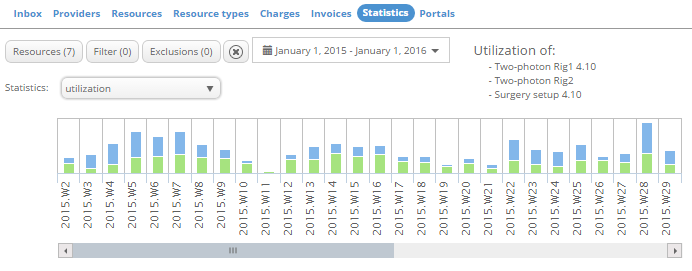 Inbox Providers Resources Resource types Charges Invoices Statistics Portals
Resources (7) Filter (0) Exclusions (0) January 1, 2015 - January 1, 2016
Utilization of:
- Two-photon Rig1 4.10
- Two-photon Rig2
- Surgery setup 4.10
Statistics: utilization
2015.W2 2015.W3 2015.W4 2015.W5 2015.W6 2015.W7 2015.W8 2015.W9 2015.W10 2015.W11 2015.W12 2015.W13 2015.W14 2015.W15 2015.W16 2015.W17 2015.W18 2015.W19 2015.W20 2015.W21 2015.W22 2015.W23 2015.W24 2015.W25 2015.W26 2015.W27 2015.W28 2015.W29